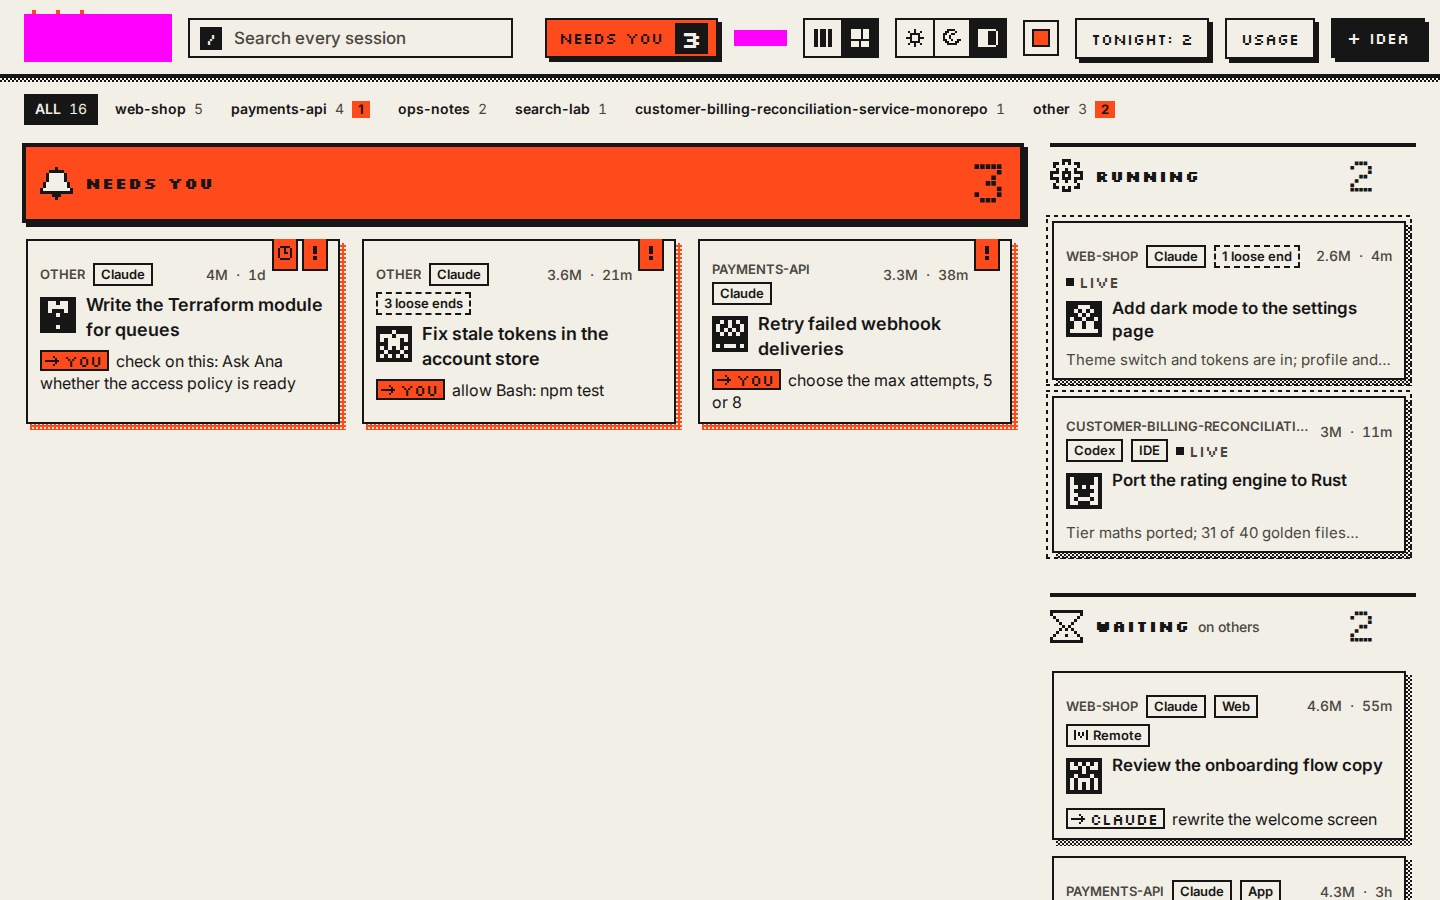 / Search every session
NEEDS YOU 3
TONIGHT: 2
USAGE
+ IDEA
ALL 16
web-shop 5
payments-api 4 1
ops-notes 2
search-lab 1
customer-billing-reconciliation-service-monorepo 1
other 3 2
NEEDS YOU 3
OTHER Claude 4M · 1d
!
Write the Terraform module
for queues
→ YOU check on this: Ask Ana
whether the access policy is ready
OTHER Claude 3.6M · 21m
!
3 loose ends
Fix stale tokens in the
account store
→ YOU allow Bash: npm test
PAYMENTS-API 3.3M · 38m
!
Claude
Retry failed webhook
deliveries
→ YOU choose the max attempts, 5
or 8
RUNNING 2
WEB-SHOP Claude 1 loose end 2.6M · 4m
LIVE
Add dark mode to the settings
page
Theme switch and tokens are in; profile and...
CUSTOMER-BILLING-RECONCILIATI... 3M · 11m
Codex IDE LIVE
Port the rating engine to Rust
Tier maths ported; 31 of 40 golden files...
WAITING on others 2
WEB-SHOP Claude Web 4.6M · 55m
Remote
Review the onboarding flow copy
→ CLAUDE rewrite the welcome screen
PAYMENTS-API Claude App 4.3M · 3h